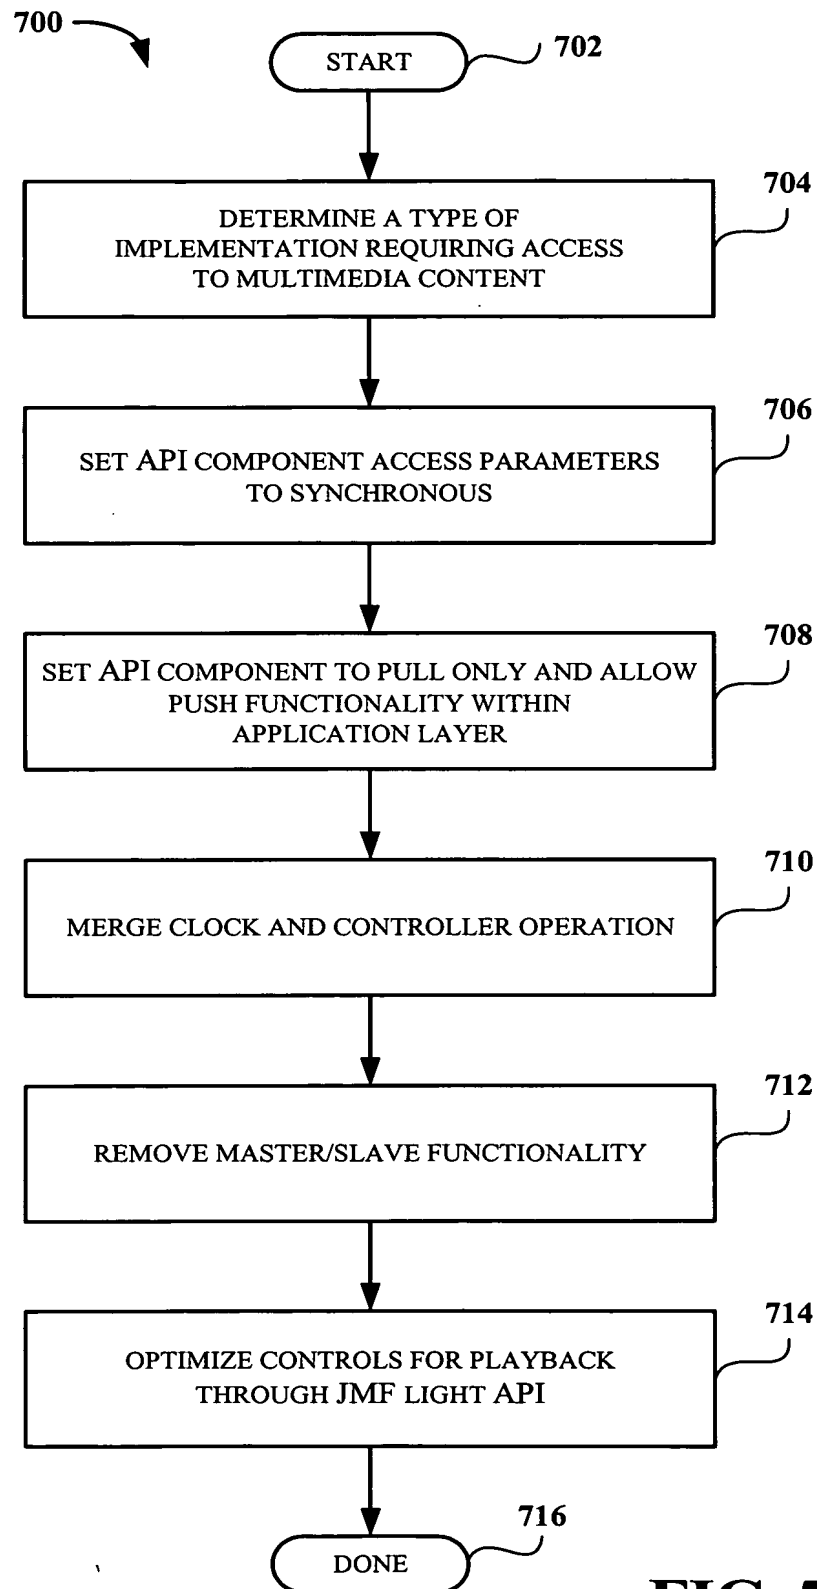 700
START
702
704
DETERMINE A TYPE OF
IMPLEMENTATION REQUIRING ACCESS
TO MULTIMEDIA CONTENT
706
SET API COMPONENT ACCESS PARAMETERS
TO SYNCHRONOUS
708
SET API COMPONENT TO PULL ONLY AND ALLOW
PUSH FUNCTIONALITY WITHIN
APPLICATION LAYER
710
MERGE CLOCK AND CONTROLLER OPERATION
712
REMOVE MASTER/SLAVE FUNCTIONALITY
714
OPTIMIZE CONTROLS FOR PLAYBACK
THROUGH JMF LIGHT API
716
DONE